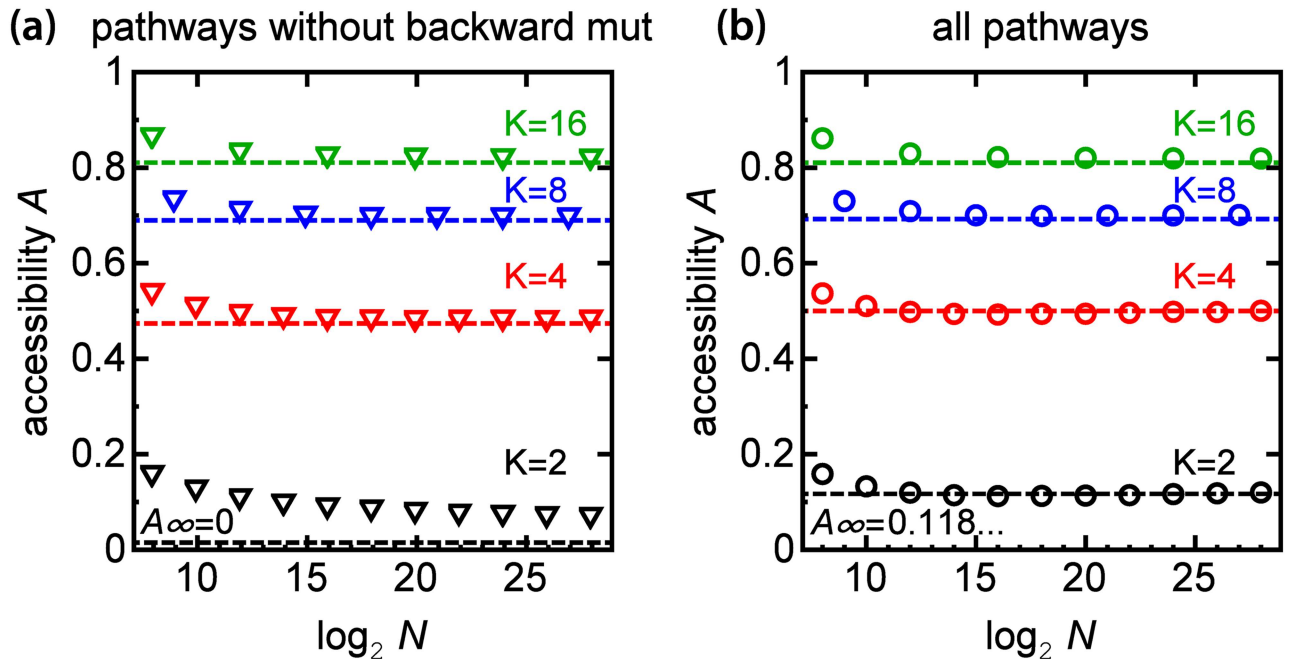 (a) pathways without backward mut
1
0.8
0.6
0.4
0.2
0
accessibility A
K=16
K=8
K=4
K=2
A∞=0
10 15 20 25
log₂ N
(b) all pathways
1
0.8
0.6
0.4
0.2
0
accessibility A
K=16
K=8
K=4
K=2
A∞=0.118...
10 15 20 25
log₂ N